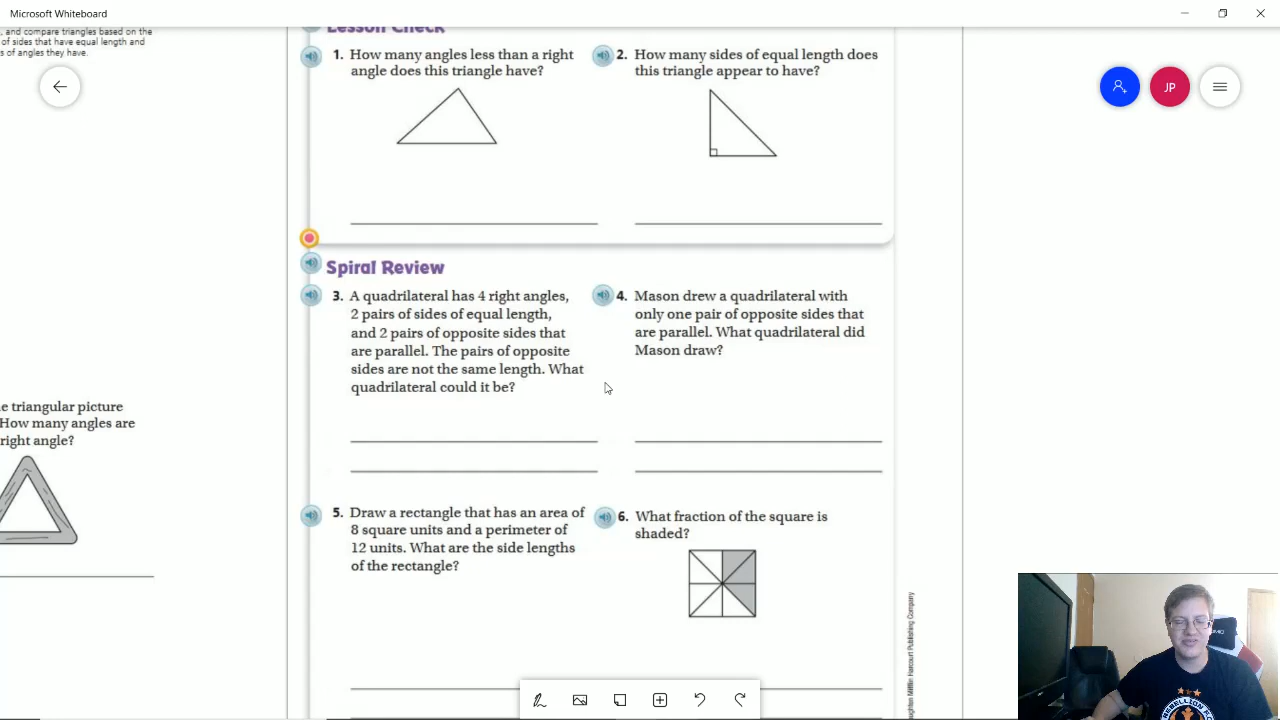 Microsoft Whiteboard
, and compare triangles based on the
of sides that have equal length and
s of angles they have.
JP
Lesson Check
1. How many angles less than a right
angle does this triangle have?
2. How many sides of equal length does
this triangle appear to have?
Spiral Review
3. A quadrilateral has 4 right angles,
2 pairs of sides of equal length,
and 2 pairs of opposite sides that
are parallel. The pairs of opposite
sides are not the same length. What
quadrilateral could it be?
4. Mason drew a quadrilateral with
only one pair of opposite sides that
are parallel. What quadrilateral did
Mason draw?
e triangular picture
How many angles are
right angle?
5. Draw a rectangle that has an area of
8 square units and a perimeter of
12 units. What are the side lengths
of the rectangle?
6. What fraction of the square is
shaded?
ughton Mifflin Harcourt Publishing Company